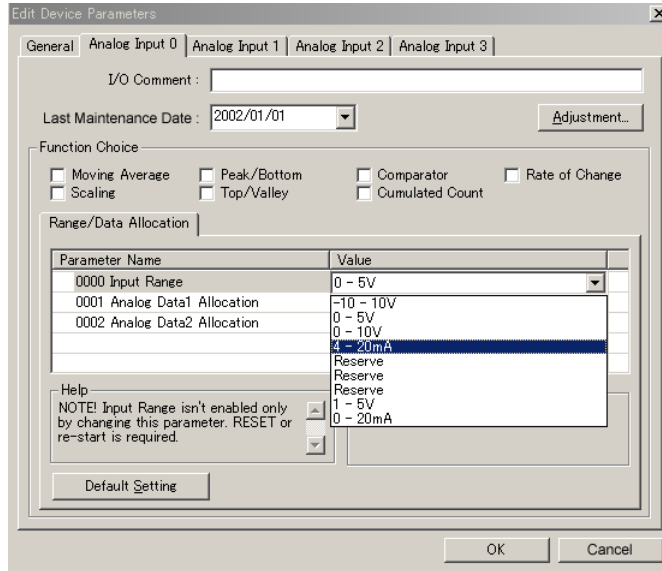 Edit Device Parameters
General
Analog Input 0
Analog Input 1
Analog Input 2
Analog Input 3
I/O Comment :
Last Maintenance Date :
2002/01/01
Adjustment...
Function Choice
Moving Average
Peak/Bottom
Comparator
Rate of Change
Scaling
Top/Valley
Cumulated Count
Range/Data Allocation
Parameter Name
Value
0000 Input Range
0 - 5V
0001 Analog Data1 Allocation
0002 Analog Data2 Allocation
-10 - 10V
0 - 5V
0 - 10V
4 - 20mA
Reserve
Reserve
Reserve
1 - 5V
0 - 20mA
Help
NOTE! Input Range isn't enabled only
by changing this parameter. RESET or
re-start is required.
Default Setting
OK
Cancel